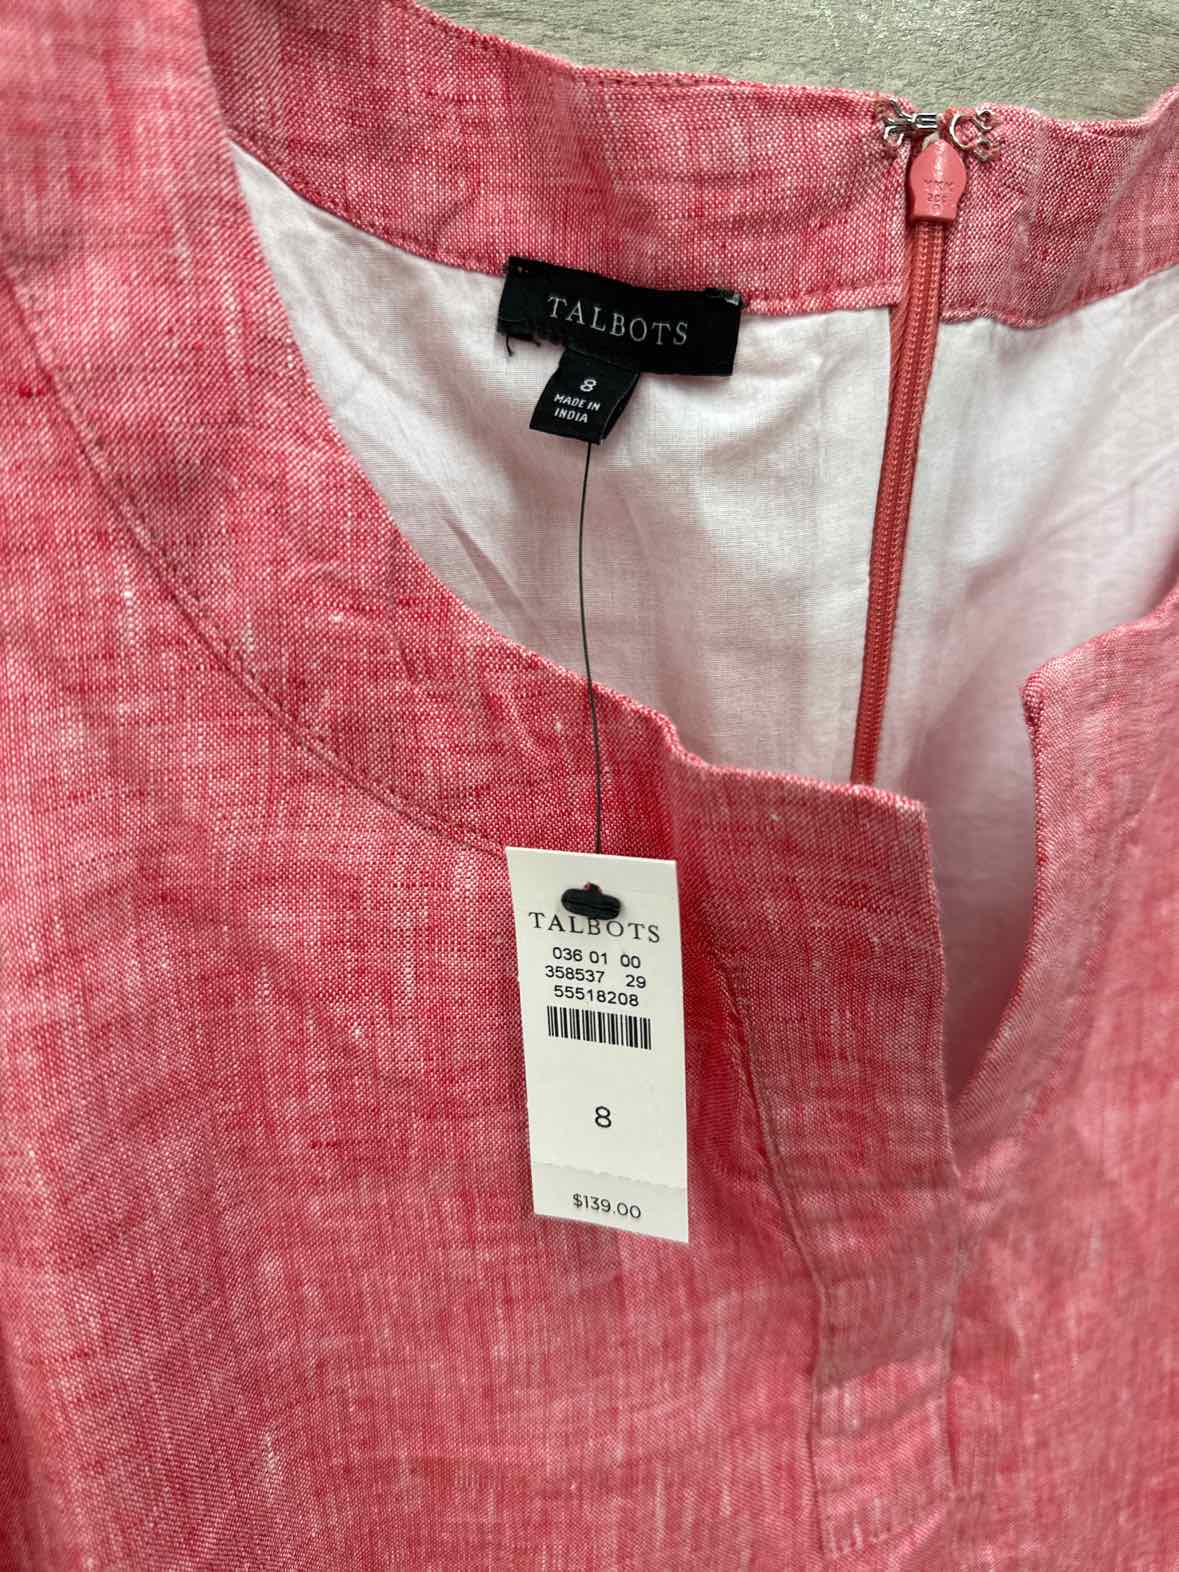 TALBOTS
8
MADE IN
INDIA
TALBOTS
036 01 00
358537 29
55518208
8
$139.00